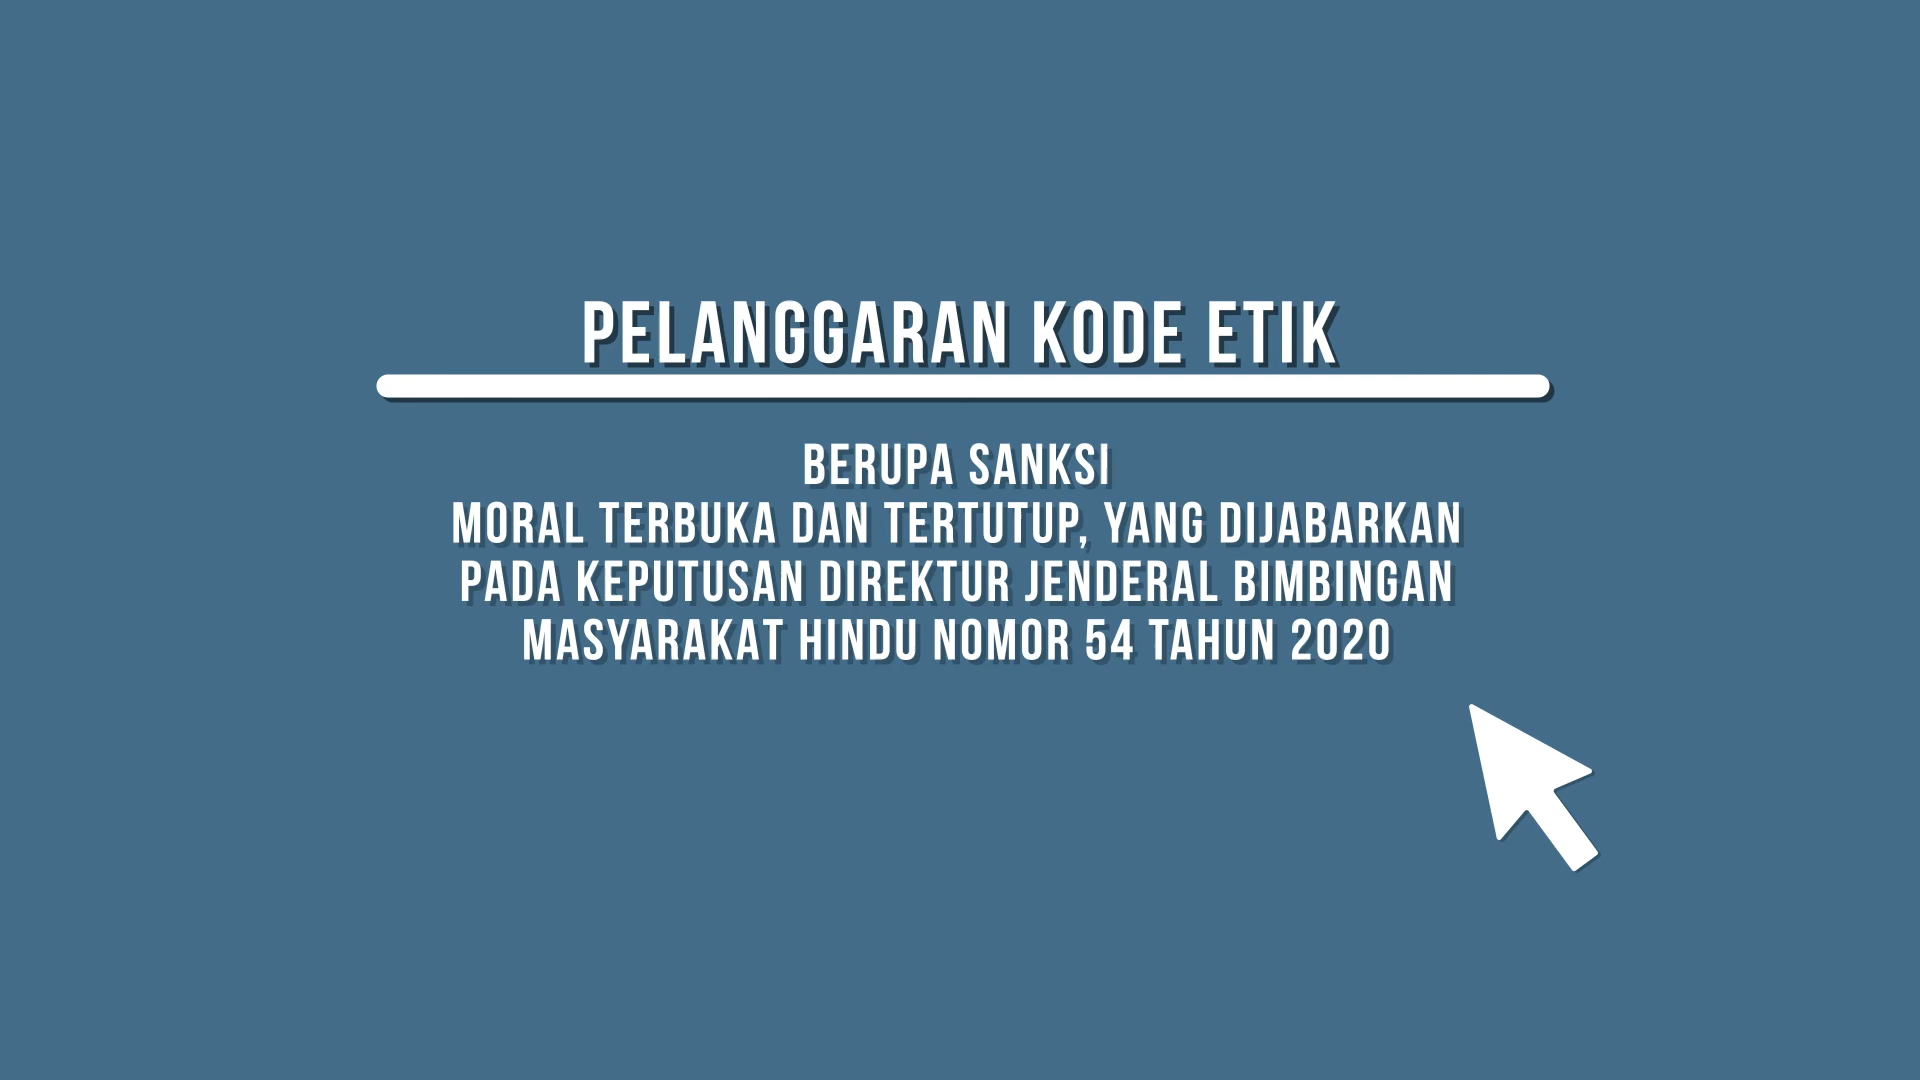 PELANGGARAN KODE ETIK
BERUPA SANKSI
MORAL TERBUKA DAN TERTUTUP, YANG DIJABARKAN
PADA KEPUTUSAN DIREKTUR JENDERAL BIMBINGAN
MASYARAKAT HINDU NOMOR 54 TAHUN 2020